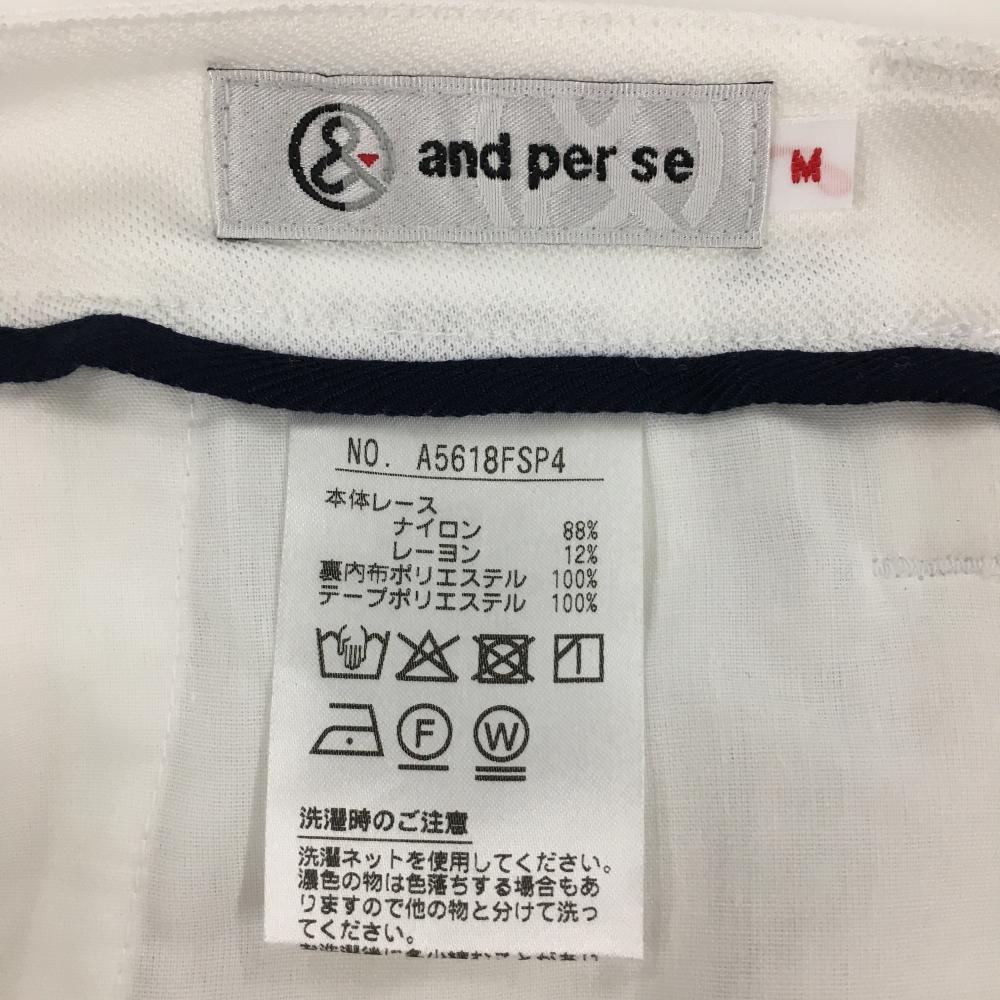 and per se
M
NO. A5618FSP4
本体レース
ナイロン 88%
レーヨン 12%
裏内布ポリエステル 100%
テープポリエステル 100%
F W
洗濯時のご注意
洗濯ネットを使用してください。
濃色の物は色落ちする場合もあ
りますので他の物と分けて洗っ
てください。